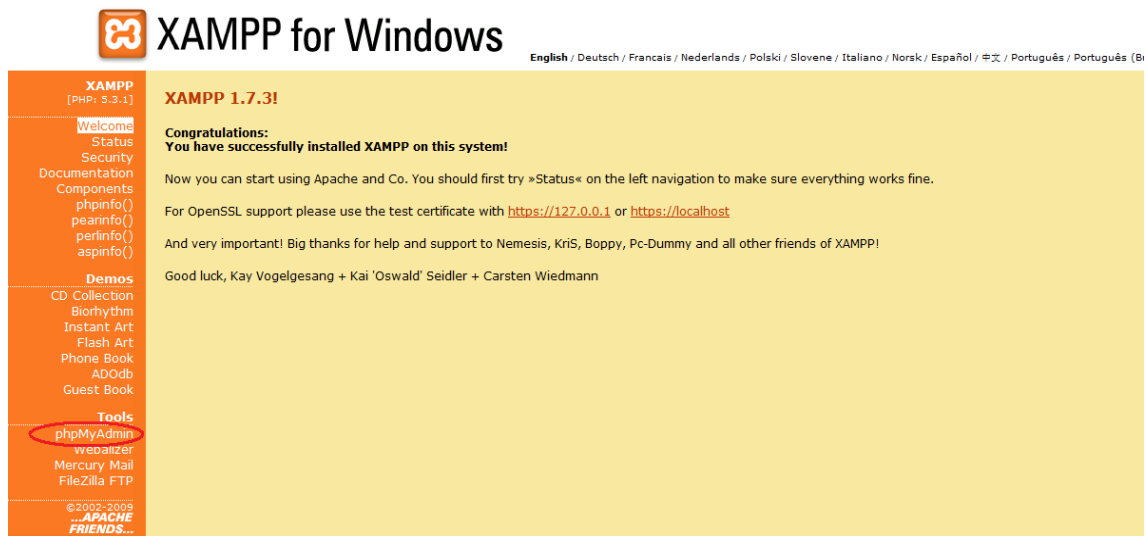 XAMPP for Windows
English / Deutsch / Francais / Nederlands / Polski / Slovene / Italiano / Norsk / Español / 中文 / Português / Português
XAMPP
[PHP: 5.3.1]
Welcome
Status
Security
Documentation
Components
phpinfo()
pearinfo()
perlinfo()
aspinfo()
Demos
CD Collection
Biorhythm
Instant Art
Flash Art
Phone Book
ADOdb
Guest Book
Tools
phpMyAdmin
Webalizer
Mercury Mail
FileZilla FTP
©2002-2009
...APACHE
FRIENDS...
XAMPP 1.7.3!
Congratulations:
You have successfully installed XAMPP on this system!
Now you can start using Apache and Co. You should first try »Status« on the left navigation to make sure everything works fine.
For OpenSSL support please use the test certificate with https://127.0.0.1 or https://localhost
And very important! Big thanks for help and support to Nemesis, KriS, Boppy, Pc-Dummy and all other friends of XAMPP!
Good luck, Kay Vogelgesang + Kai 'Oswald' Seidler + Carsten Wiedmann